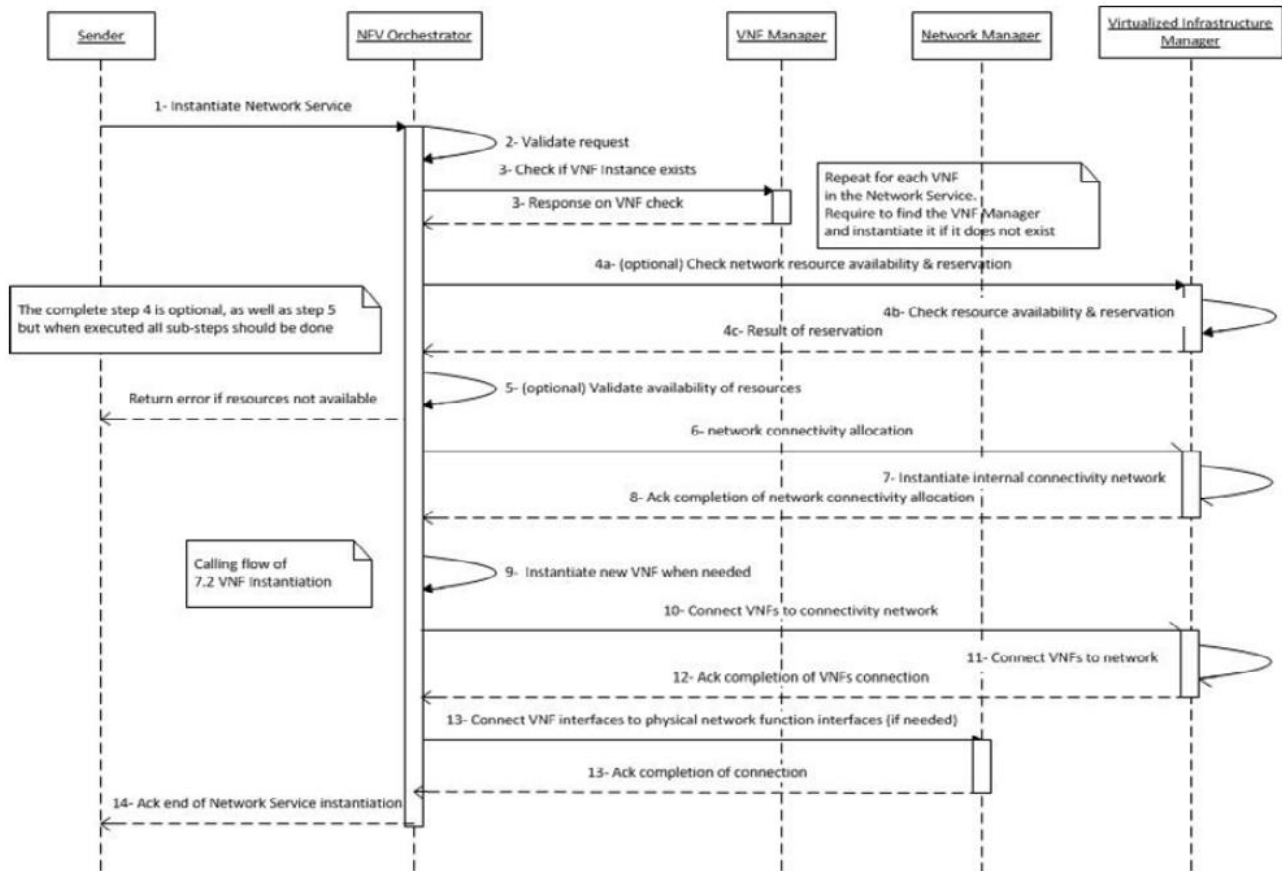 Sender
NFV Orchestrator
VNF Manager
Network Manager
Virtualized Infrastructure
Manager
1- Instantiate Network Service
2- Validate request
3- Check if VNF Instance exists
3- Response on VNF check
Repeat for each VNF
in the Network Service.
Require to find the VNF Manager
and instantiate it if it does not exist
4a- (optional) Check network resource availability & reservation
The complete step 4 is optional, as well as step 5
but when executed all sub-steps should be done
4b- Check resource availability & reservation
4c- Result of reservation
5- (optional) Validate availability of resources
Return error if resources not available
6- network connectivity allocation
7- Instantiate internal connectivity network
8- Ack completion of network connectivity allocation
Calling flow of
7.2 VNF Instantiation
9- Instantiate new VNF when needed
10- Connect VNFs to connectivity network
11- Connect VNFs to network
12- Ack completion of VNFs connection
13- Connect VNF interfaces to physical network function interfaces (if needed)
13- Ack completion of connection
14- Ack end of Network Service instantiation